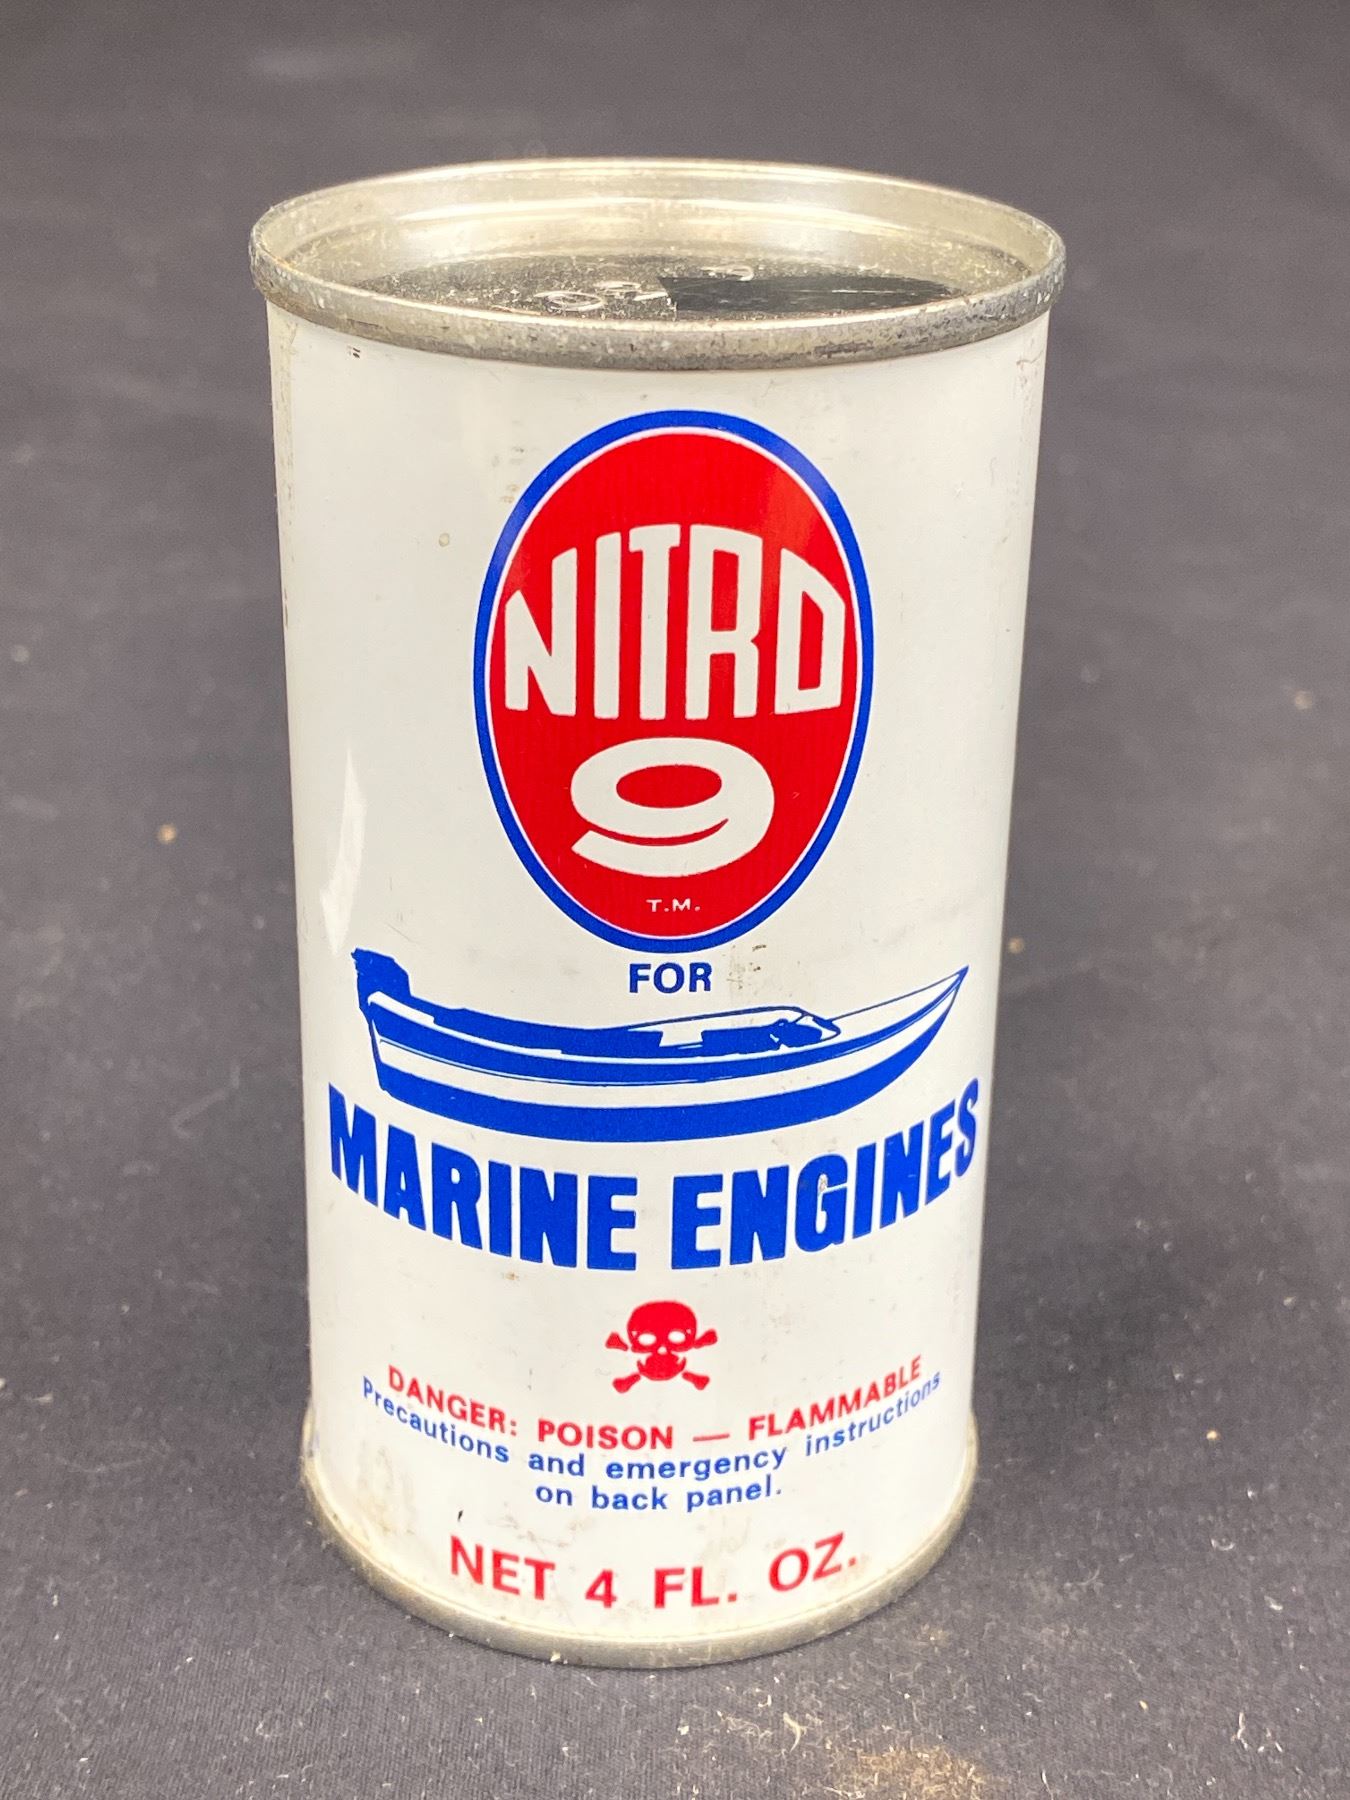 NITRO
9
T.M.
FOR
MARINE ENGINES
DANGER: POISON — FLAMMABLE
Precautions and emergency instructions
on back panel.
NET 4 FL. OZ.